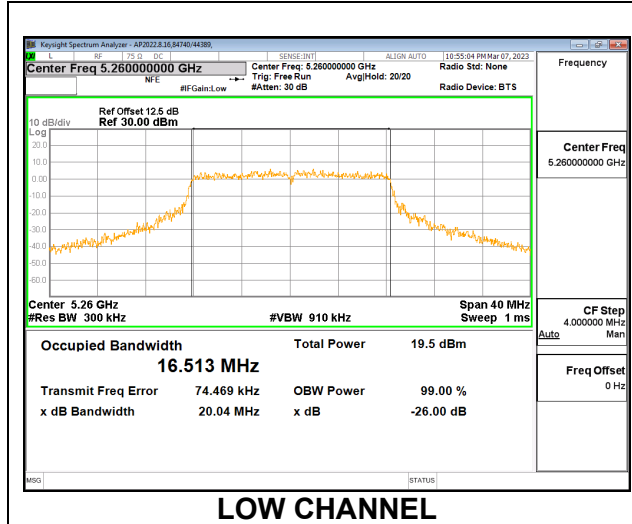 Keysight Spectrum Analyzer - AP2022.8.16,84740/44389,
LXI L RF 75 Ω DC SENSE:INT ALIGN AUTO 10:55:04 PM Mar 07, 2023
Center Freq 5.260000000 GHz Center Freq: 5.260000000 GHz Radio Std: None
NFE Trig: Free Run Avg|Hold: 20/20
#IFGain:Low #Atten: 30 dB Radio Device: BTS
Frequency
Ref Offset 12.5 dB
10 dB/div Ref 30.00 dBm
Log
20.0
10.0
0.00
-10.0
-20.0
-30.0
-40.0
-50.0
-60.0
Center 5.26 GHz Span 40 MHz
#Res BW 300 kHz #VBW 910 kHz Sweep 1 ms
Occupied Bandwidth Total Power 19.5 dBm
16.513 MHz
Transmit Freq Error 74.469 kHz OBW Power 99.00 %
x dB Bandwidth 20.04 MHz x dB -26.00 dB
Center Freq
5.260000000 GHz
CF Step
4.000000 MHz
Auto Man
Freq Offset
0 Hz
MSG STATUS
LOW CHANNEL